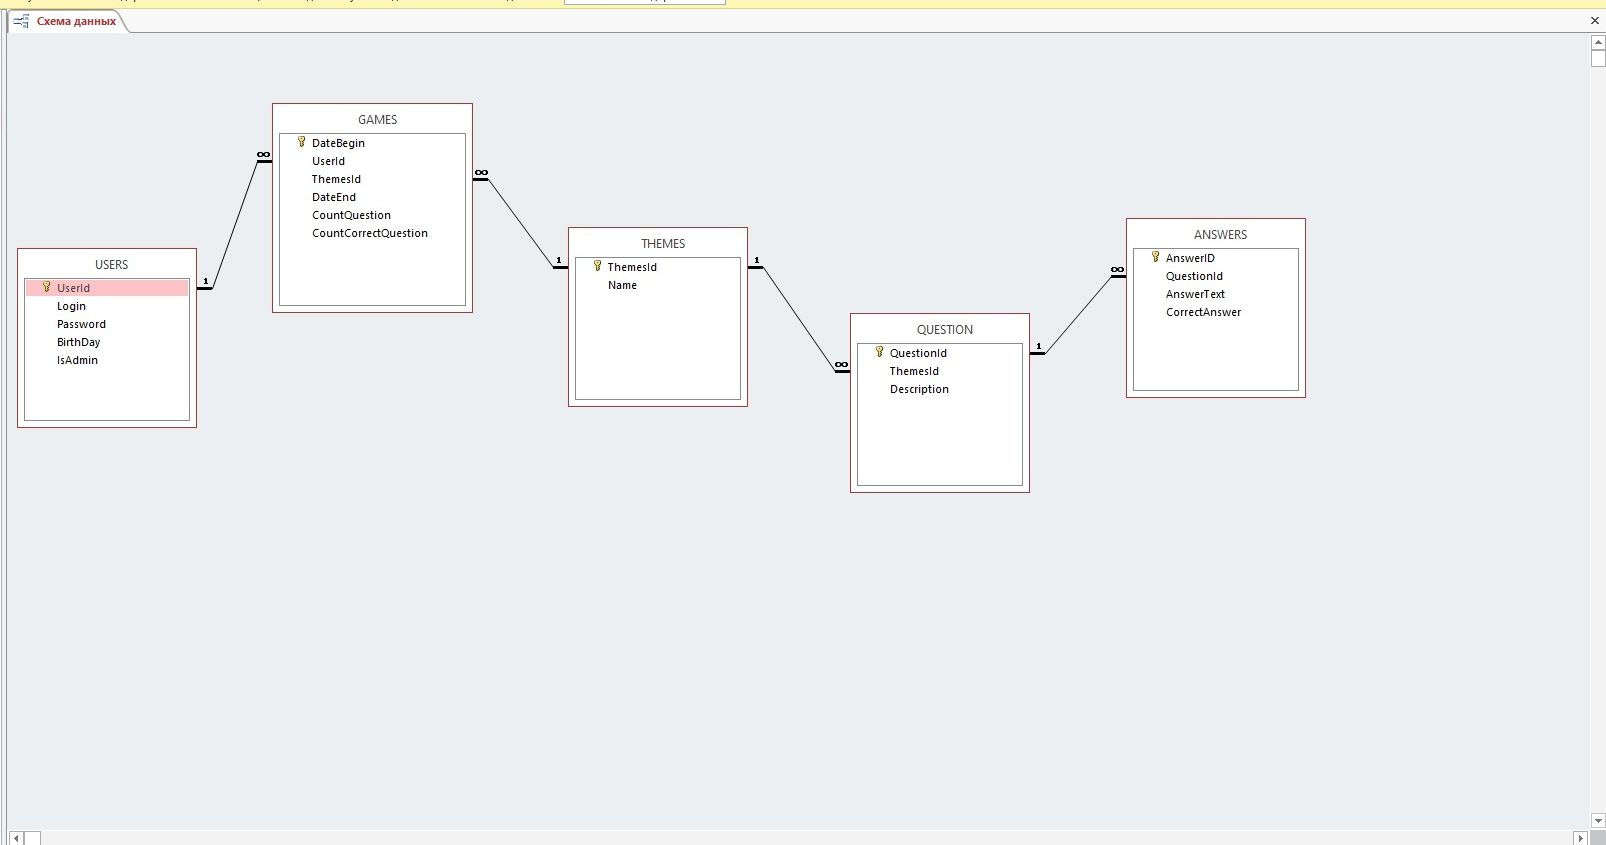 Схема данных
GAMES
DateBegin
UserId
ThemesId
DateEnd
CountQuestion
CountCorrectQuestion
USERS
UserId
Login
Password
BirthDay
IsAdmin
THEMES
ThemesId
Name
QUESTION
QuestionId
ThemesId
Description
ANSWERS
AnswerID
QuestionId
AnswerText
CorrectAnswer
1
∞
∞
1
1
∞
1
∞